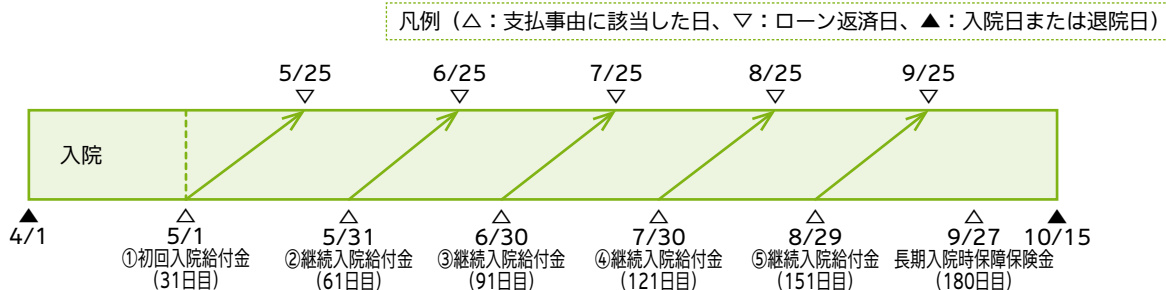 凡例（△：支払事由に該当した日、▽：ローン返済日、▲：入院日または退院日）
5/25 6/25 7/25 8/25 9/25
▽ ▽ ▽ ▽ ▽
入院
▲ △ △ △ △ △ △ ▲
4/1 5/1 5/31 6/30 7/30 8/29 9/27 10/15
①初回入院給付金 ②継続入院給付金 ③継続入院給付金 ④継続入院給付金 ⑤継続入院給付金 長期入院時保障保険金
(31日目) (61日目) (91日目) (121日目) (151日目) (180日目)